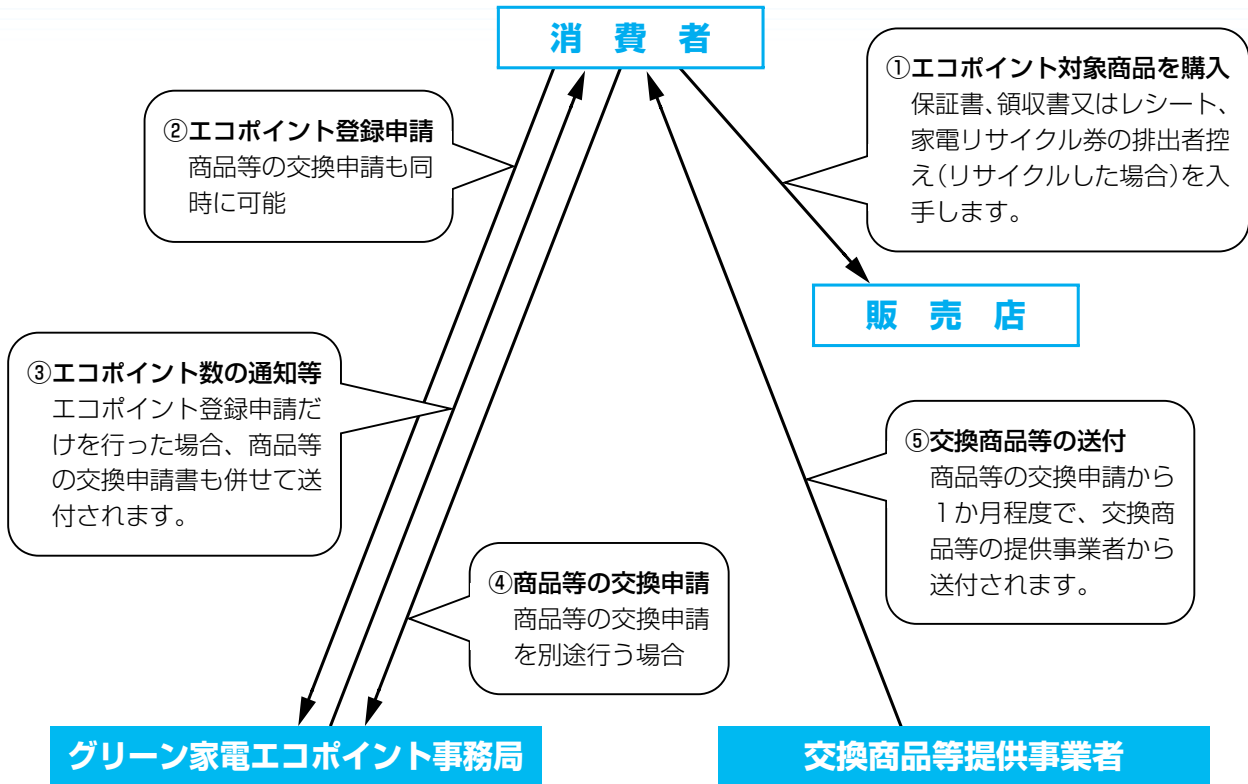 消費者
①エコポイント対象商品を購入
保証書、領収書又はレシート、
家電リサイクル券の排出者控
え(リサイクルした場合)を入
手します。
②エコポイント登録申請
商品等の交換申請も同
時に可能
販売店
③エコポイント数の通知等
エコポイント登録申請だ
けを行った場合、商品等
の交換申請書も併せて送
付されます。
⑤交換商品等の送付
商品等の交換申請から
1か月程度で、交換商
品等の提供事業者から
送付されます。
④商品等の交換申請
商品等の交換申請
を別途行う場合
グリーン家電エコポイント事務局
交換商品等提供事業者